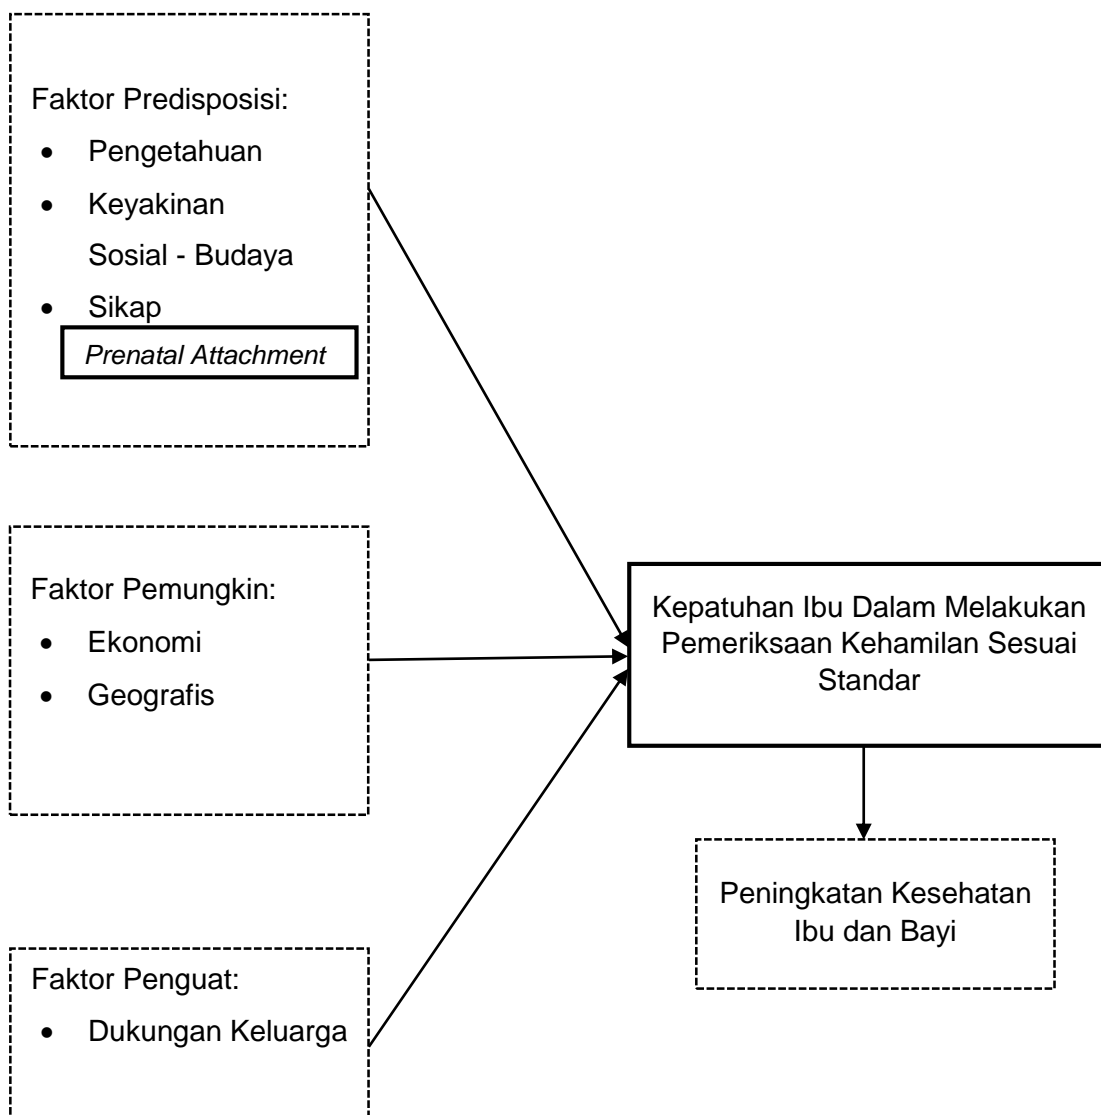 Faktor Predisposisi:
• Pengetahuan
• Keyakinan
Sosial - Budaya
• Sikap
Prenatal Attachment
Faktor Pemungkin:
• Ekonomi
• Geografis
Faktor Penguat:
• Dukungan Keluarga
Kepatuhan Ibu Dalam Melakukan
Pemeriksaan Kehamilan Sesuai
Standar
Peningkatan Kesehatan
Ibu dan Bayi